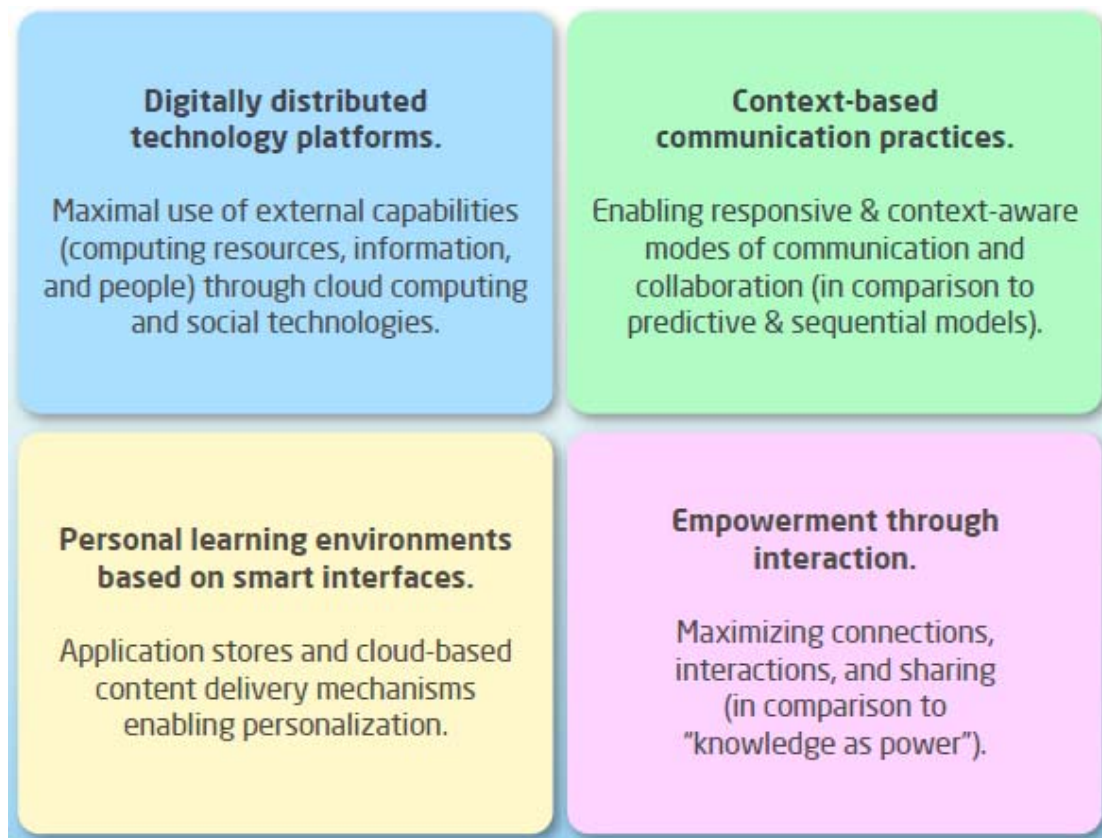 Digitally distributed
technology platforms.
Maximal use of external capabilities
(computing resources, information,
and people) through cloud computing
and social technologies.
Context-based
communication practices.
Enabling responsive & context-aware
modes of communication and
collaboration (in comparison to
predictive & sequential models).
Personal learning environments
based on smart interfaces.
Application stores and cloud-based
content delivery mechanisms
enabling personalization.
Empowerment through
interaction.
Maximizing connections,
interactions, and sharing
(in comparison to
"knowledge as power").